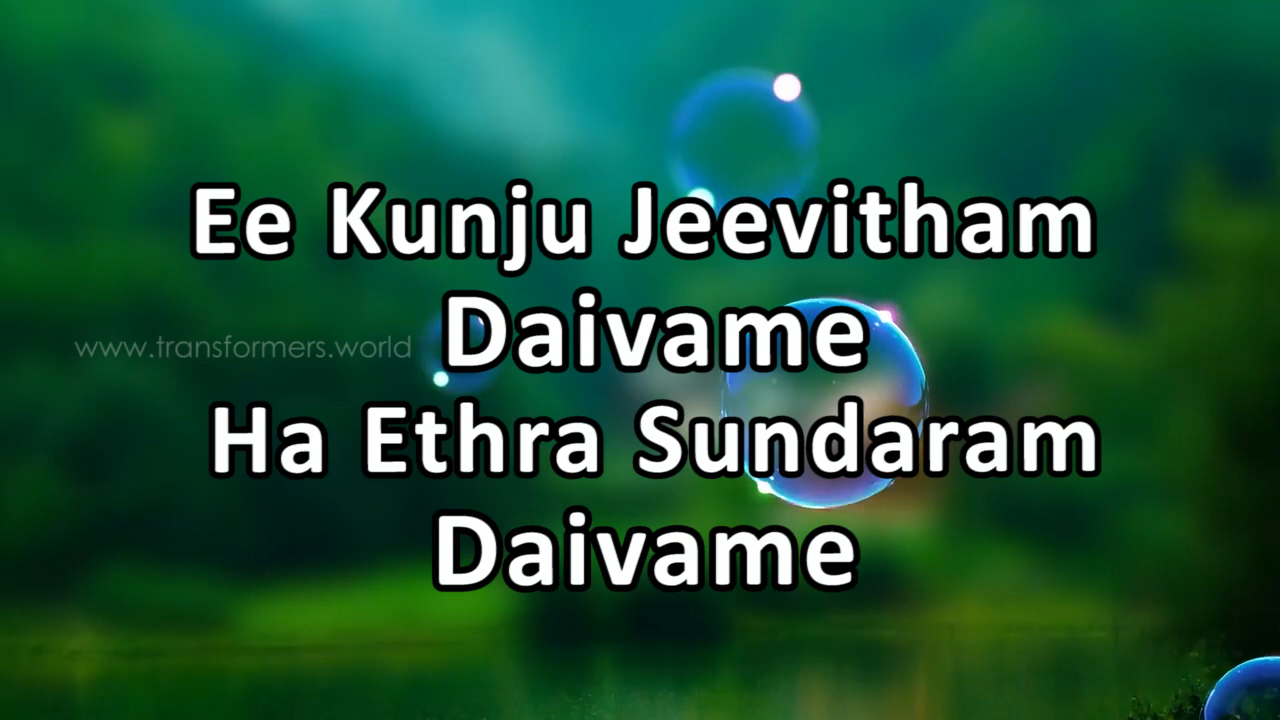 Ee Kunju Jeevitham
Daivame
www.transformers.world
Ha Ethra Sundaram
Daivame